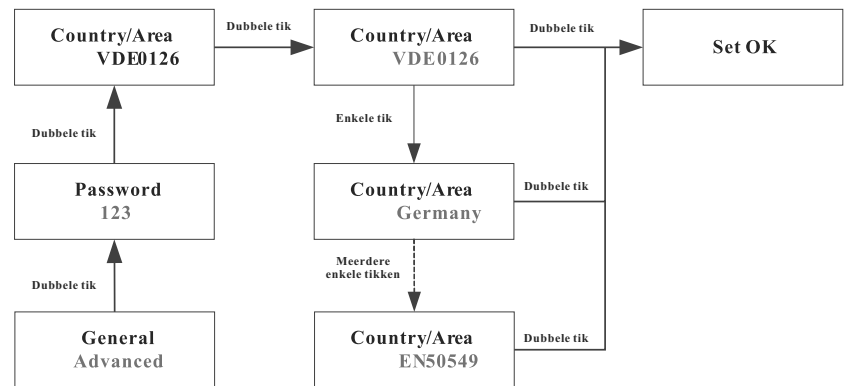 Country/Area
VDE0126
Dubbele tik
Country/Area
VDE0126
Dubbele tik
Set OK
Dubbele tik
Enkele tik
Password
123
Country/Area
Germany
Dubbele tik
Dubbele tik
Meerdere
enkele tikken
General
Advanced
Country/Area
EN50549
Dubbele tik